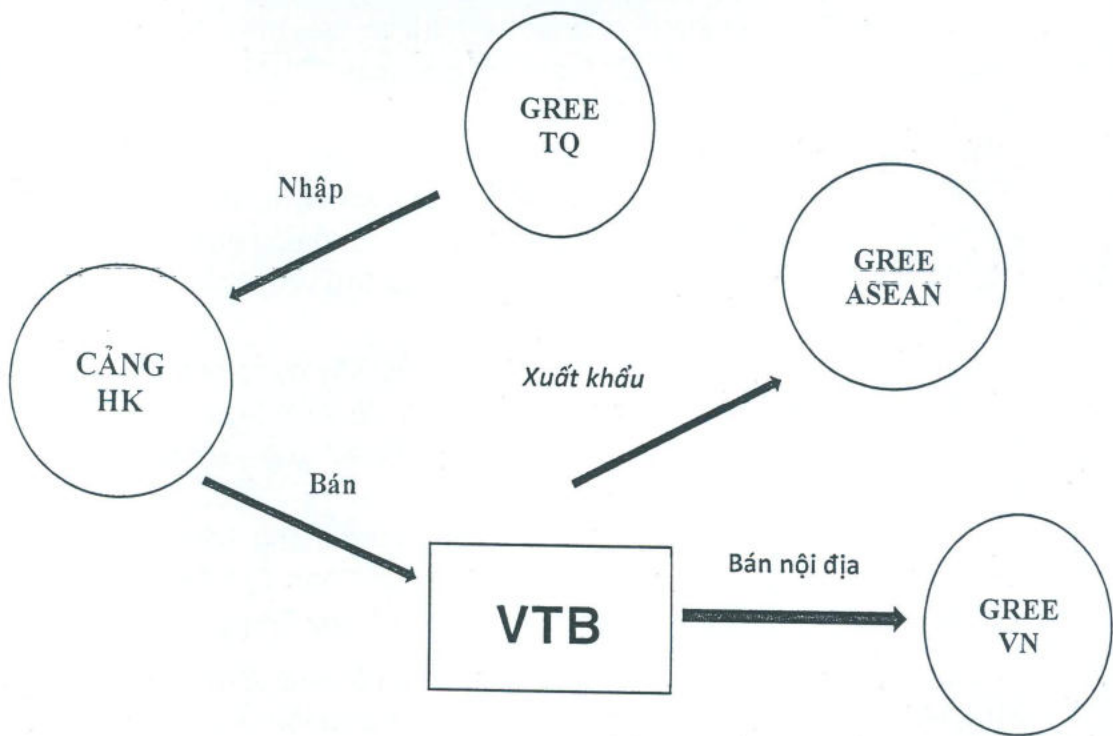 GREE
TQ
Nhập
GREE
ASEAN
CẢNG
HK
Xuất khẩu
Bán
Bán nội địa
VTB
GREE
VN